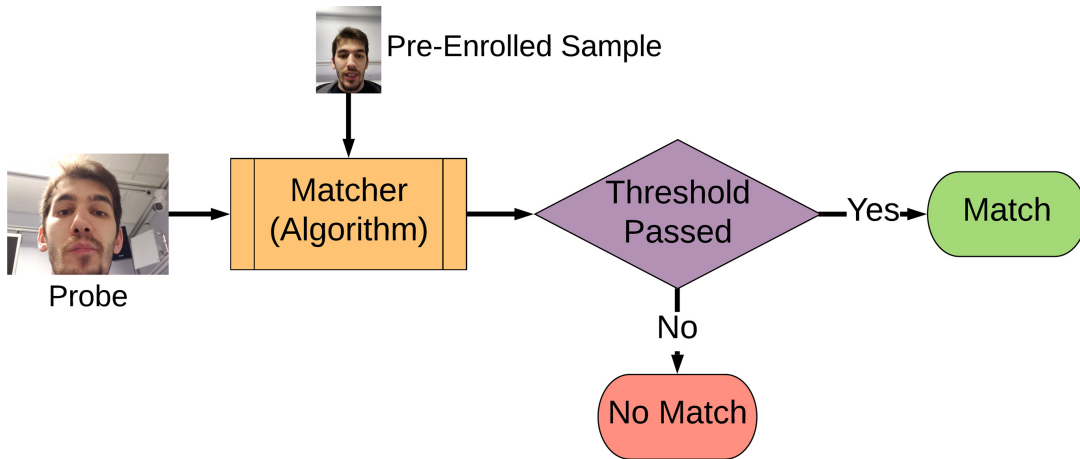 Pre-Enrolled Sample
Matcher
(Algorithm)
Threshold
Passed
Yes
Match
Probe
No
No Match